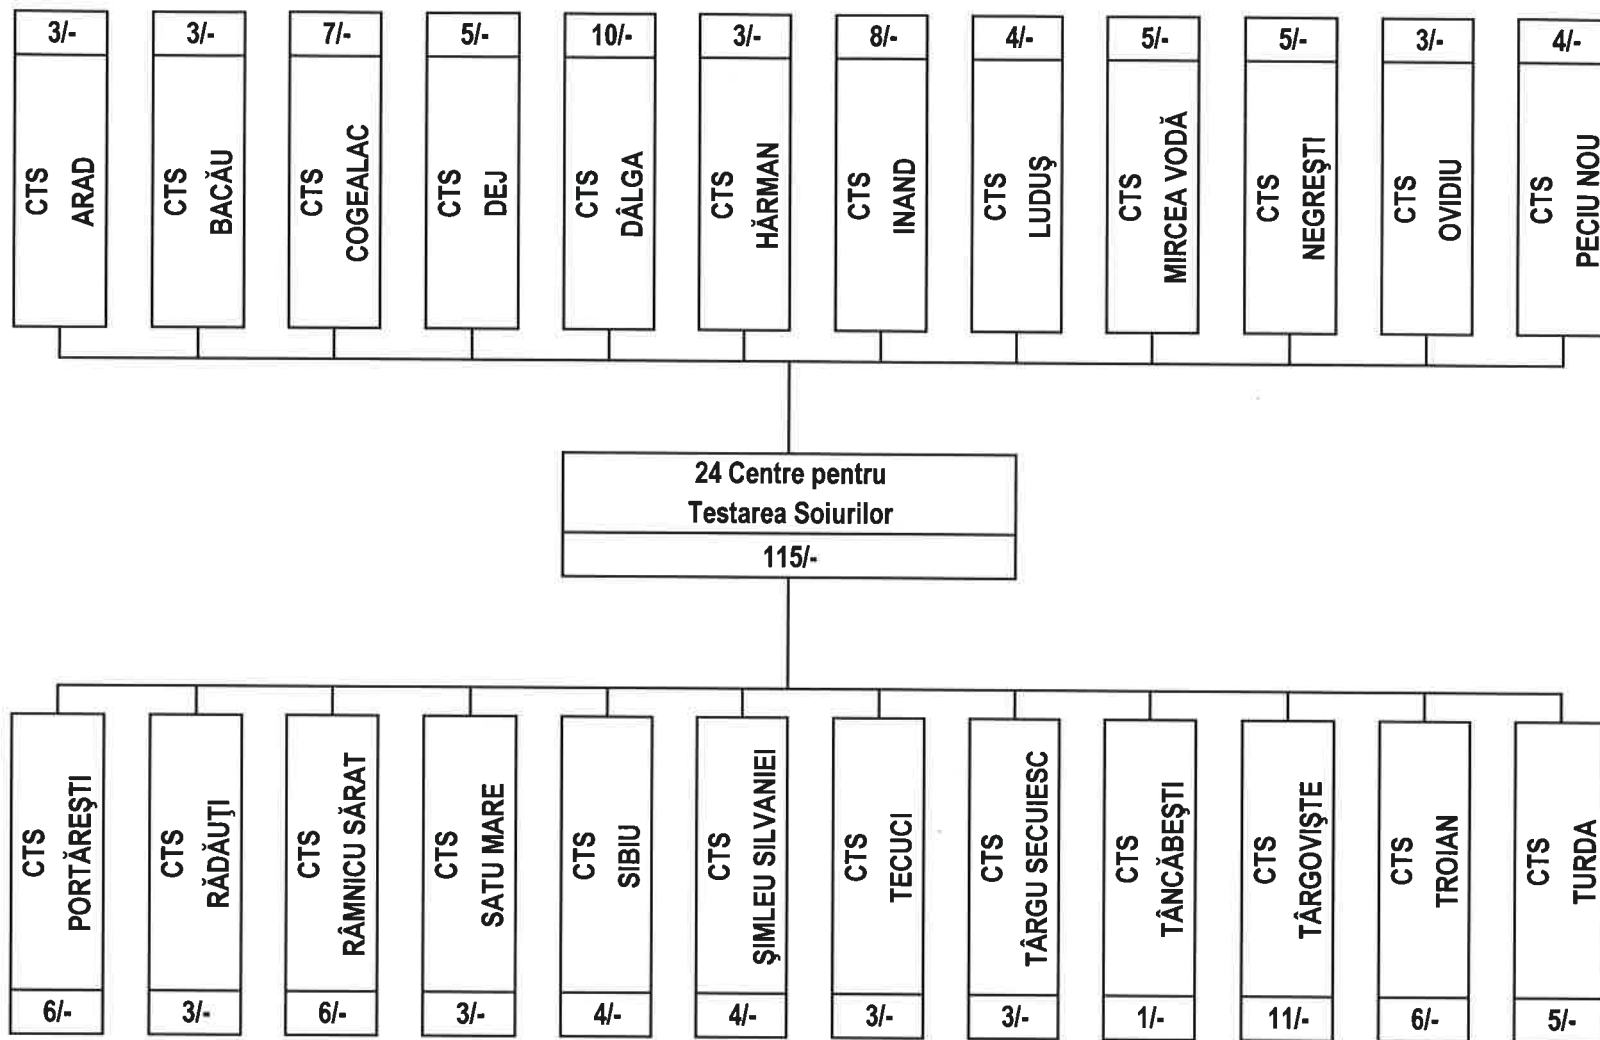 3/-
CTS
ARAD
3/-
CTS
BACĂU
7/-
CTS
COGEALAC
5/-
CTS
DEJ
10/-
CTS
DÂLGA
3/-
CTS
HĂRMAN
8/-
CTS
INAND
4/-
CTS
LUDUŞ
5/-
CTS
MIRCEA VODĂ
5/-
CTS
NEGREŞTI
3/-
CTS
OVIDIU
4/-
CTS
PECIU NOU
24 Centre pentru
Testarea Soiurilor
115/-
CTS
PORTĂREŞTI
6/-
CTS
RĂDĂUŢI
3/-
CTS
RÂMNICU SĂRAT
6/-
CTS
SATU MARE
3/-
CTS
SIBIU
4/-
CTS
ŞIMLEU SILVANIEI
4/-
CTS
TECUCI
3/-
CTS
TÂRGU SECUIESC
3/-
CTS
TÂNCĂBEŞTI
1/-
CTS
TÂRGOVIŞTE
11/-
CTS
TROIAN
6/-
CTS
TURDA
5/-